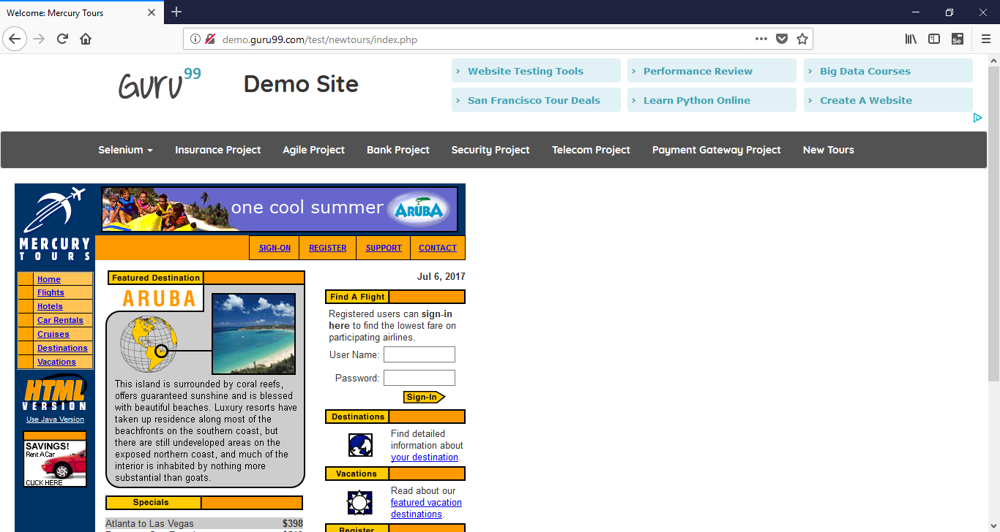 Welcome: Mercury Tours
demo.guru99.com/test/newtours/index.php
Se
Guru99
Demo Site
Website Testing Tools
Performance Review
Big Data Courses
San Francisco Tour Deals
Learn Python Online
Create A Website
Selenium
Insurance Project
Agile Project
Bank Project
Security Project
Telecom Project
Payment Gateway Project
New Tours
MERCURY
TOURS
one cool summer
ARUBA
SIGN-ON
REGISTER
SUPPORT
CONTACT
Home
Flights
Hotels
Car Rentals
Cruises
Destinations
Vacations
HTML
VERSION
Use Java Version
SAVINGS!
Rent A Car
CLICK HERE
Featured Destination
ARUBA
This island is surrounded by coral reefs,
offers guaranteed sunshine and is blessed
with beautiful beaches. Luxury resorts have
taken up residence along most of the
beachfronts on the southern coast, but
there are still undeveloped areas on the
exposed northern coast, and much of the
interior is inhabited by nothing more
substantial than goats.
Specials
Atlanta to Las Vegas $398
Jul 6, 2017
Find A Flight
Registered users can sign-in
here to find the lowest fare on
participating airlines.
User Name:
Password:
Sign-In
Destinations
Find detailed
information about
your destination.
Vacations
Read about our
featured vacation
destinations.
Register